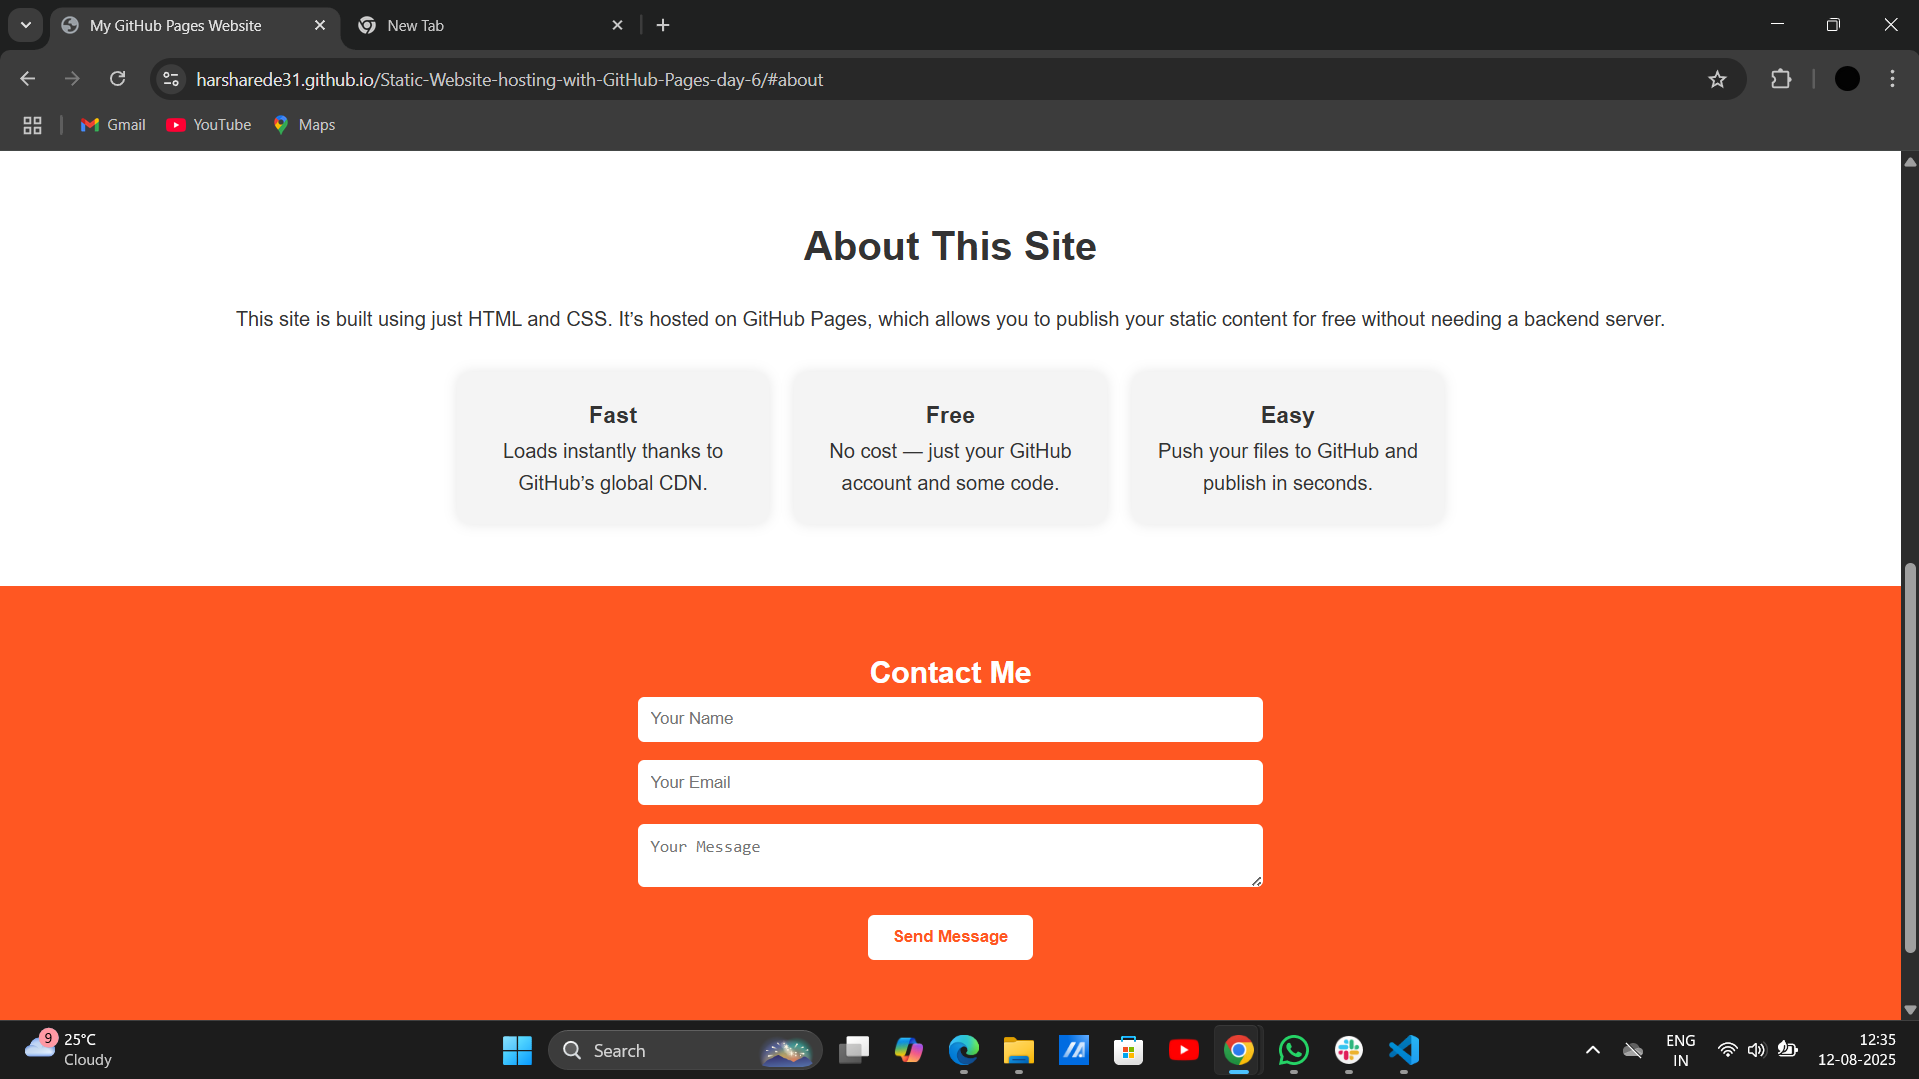 My GitHub Pages Website
New Tab
harsharede31.github.io/Static-Website-hosting-with-GitHub-Pages-day-6/#about
Gmail
YouTube
Maps
About This Site
This site is built using just HTML and CSS. It’s hosted on GitHub Pages, which allows you to publish your static content for free without needing a backend server.
Fast
Loads instantly thanks to
GitHub’s global CDN.
Free
No cost — just your GitHub
account and some code.
Easy
Push your files to GitHub and
publish in seconds.
Contact Me
Your Name
Your Email
Your Message
Send Message
9
25°C
Cloudy
Search
ENG
IN
12:35
12-08-2025